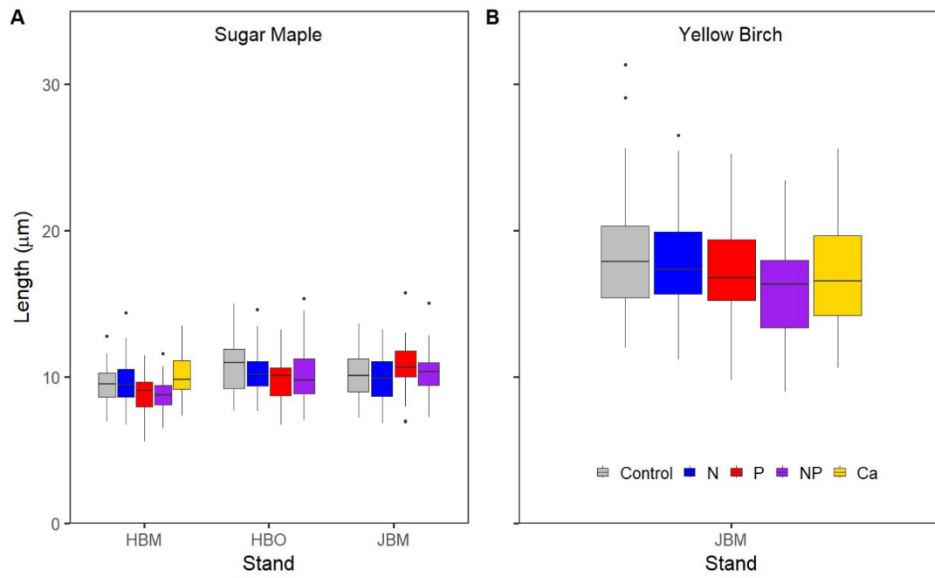 A
Sugar Maple
B
Yellow Birch
Length (μm)
30
20
10
0
Control N P NP Ca
HBM HBO JBM
JBM
Stand
Stand